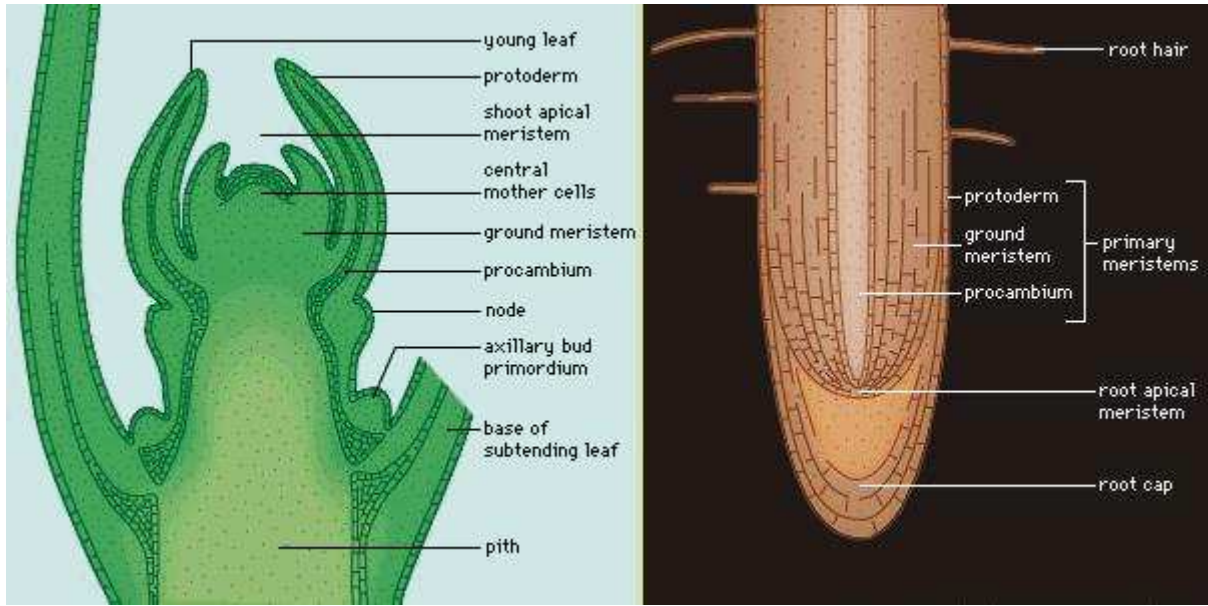 young leaf
protoderm
shoot apical
meristem
central
mother cells
ground meristem
procambium
node
axillary bud
primordium
base of
subtending leaf
pith
root hair
protoderm
ground
meristem
procambium
primary
meristems
root apical
meristem
root cap